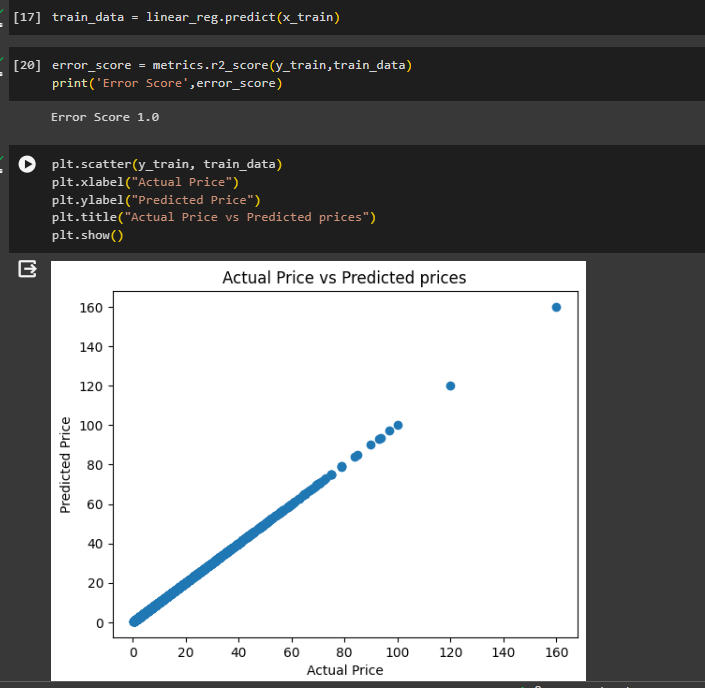 [17] train_data = linear_reg.predict(x_train)
[20] error_score = metrics.r2_score(y_train,train_data)
print('Error Score',error_score)
Error Score 1.0
plt.scatter(y_train, train_data)
plt.xlabel("Actual Price")
plt.ylabel("Predicted Price")
plt.title("Actual Price vs Predicted prices")
plt.show()
Actual Price vs Predicted prices
160
140
120
100
80
60
40
20
0
Predicted Price
0 20 40 60 80 100 120 140 160
Actual Price